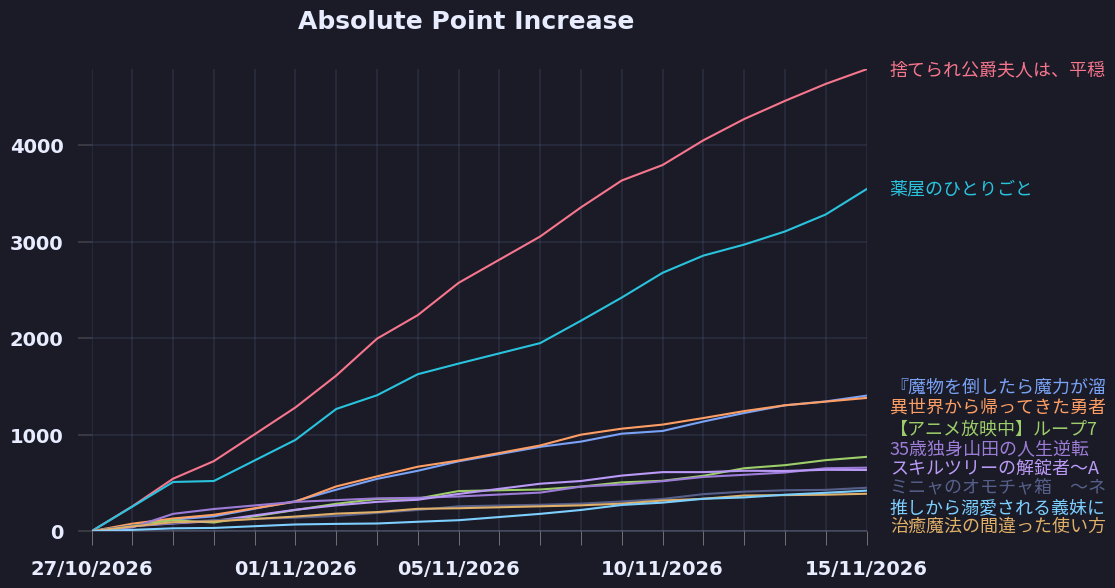 Absolute Point Increase
捨てられ公爵夫人は、平穏
4000
薬屋のひとりごと
3000
2000
『魔物を倒したら魔力が溜
異世界から帰ってきた勇者
1000
【アニメ放映中】ループ7
35歳独身山田の人生逆転
スキルツリーの解錠者～A
ミニャのオモチャ箱　～ネ
推しから溺愛される義妹に
治癒魔法の間違った使い方
0
27/10/2026 01/11/2026 05/11/2026 10/11/2026 15/11/2026